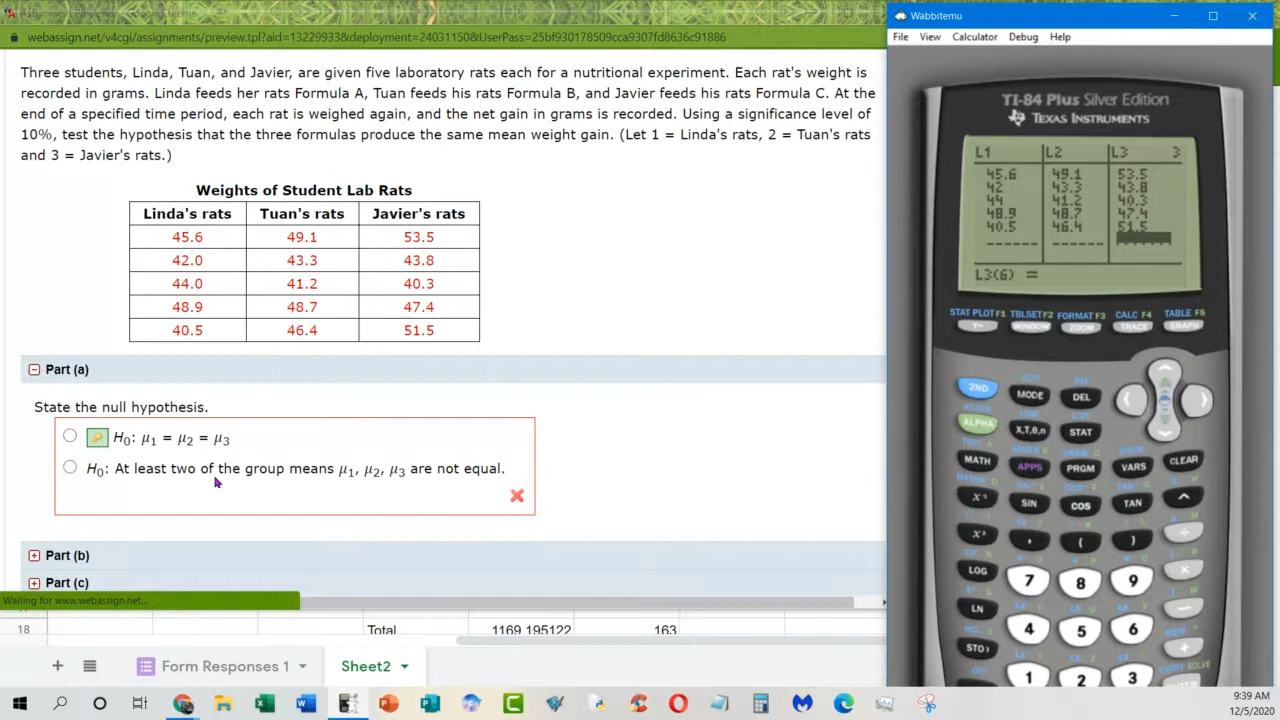 Wabbitemu
webassign.net/v4cgi/assignments/preview.tpl?aid=13229933&deployment=24031150&UserPass=25bf930178509cca9307fd8636c91886
File View Calculator Debug Help
Three students, Linda, Tuan, and Javier, are given five laboratory rats each for a nutritional experiment. Each rat's weight is
recorded in grams. Linda feeds her rats Formula A, Tuan feeds his rats Formula B, and Javier feeds his rats Formula C. At the
end of a specified time period, each rat is weighed again, and the net gain in grams is recorded. Using a significance level of
10%, test the hypothesis that the three fonulas produce the same mean weight gain. (Let 1 = Linda's rats, 2 = Tuan's rats
and 3 = Javier's rats.)
Weights of Student Lab Rats
Linda's rats Tuan's rats Javier's rats
45.6 49.1 53.5
42.0 43.3 43.8
44.0 41.2 40.3
48.9 48.7 47.4
40.5 46.4 51.5
Part (a)
State the null hypothesis.
H0: μ1 = μ2 = μ3
H0: At least two of the group means μ1, μ2, μ3 are not equal.
Part (b)
Part (c)
Waiting for www.webassign.net...
18 Total 1169.195122 163
+ Form Responses 1 Sheet2
TI-84 Plus Silver Edition
TEXAS INSTRUMENTS
L1 L2 L3 3
45.6 49.1 53.5
42 43.3 43.8
44 41.2 40.3
48.9 48.7 47.4
40.5 46.4 51.5
L3(6) =
STAT PLOT F1 TBLSET F2 FORMAT F3 CALC F4 TABLE F5
Y= WINDOW ZOOM TRACE GRAPH
2ND MODE DEL
ALPHA X,T,θ,n STAT
MATH APPS PRGM VARS CLEAR
x⁻¹ SIN COS TAN ^
x² , ( ) ÷
LOG 7 8 9 ×
LN 4 5 6 −
STO› 1 2 3 +
9:39 AM
12/5/2020